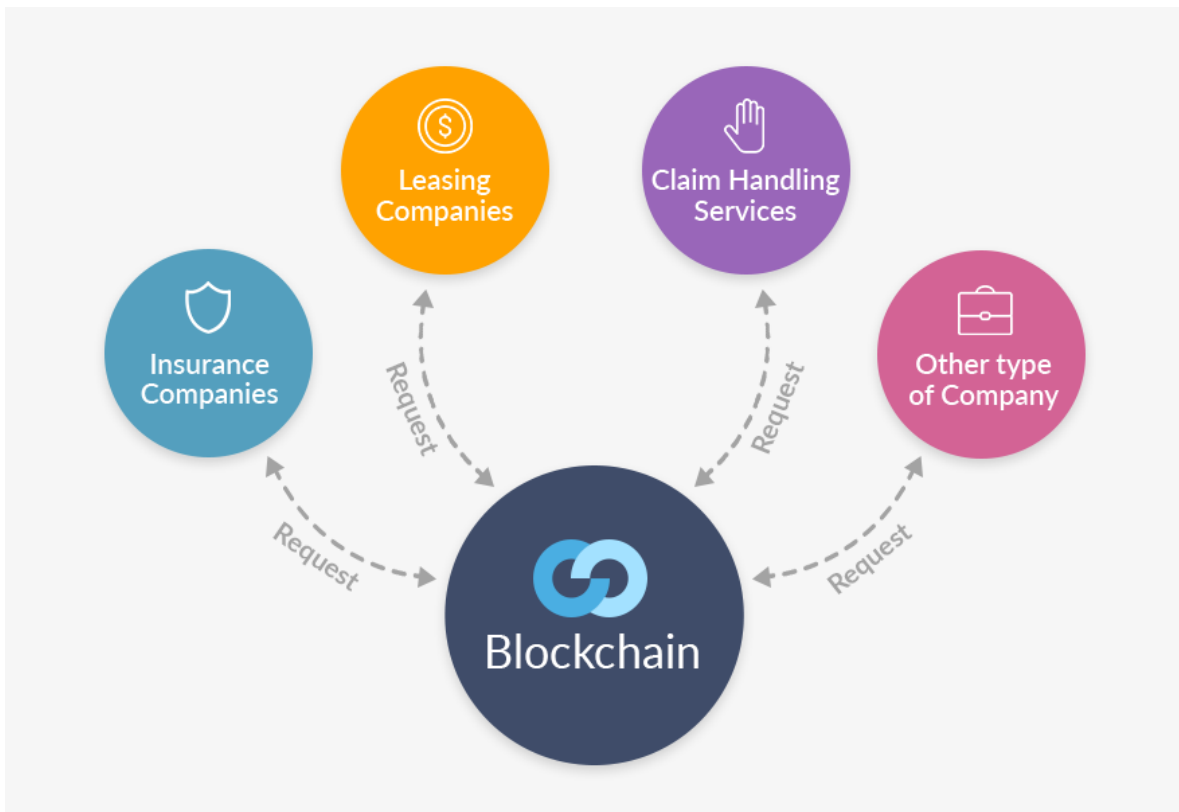 Leasing
Companies
Claim Handling
Services
Insurance
Companies
Other type
of Company
Request
Request
Request
Request
Blockchain